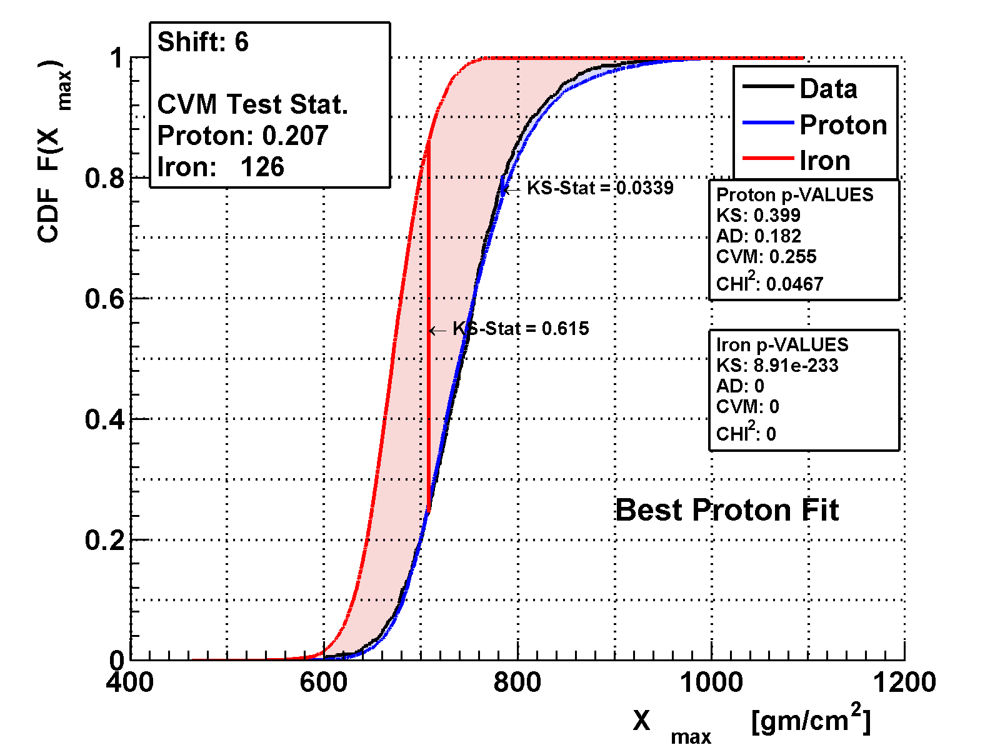 Shift: 6
CVM Test Stat.
Proton: 0.207
Iron: 126
CDF F(X max)
1
0.8
0.6
0.4
0.2
0
Data
Proton
Iron
KS-Stat = 0.0339
Proton p-VALUES
KS: 0.399
AD: 0.182
CVM: 0.255
CHI²: 0.0467
KS-Stat = 0.615
Iron p-VALUES
KS: 8.91e-233
AD: 0
CVM: 0
CHI²: 0
Best Proton Fit
400 600 800 1000 1200
X max [gm/cm²]